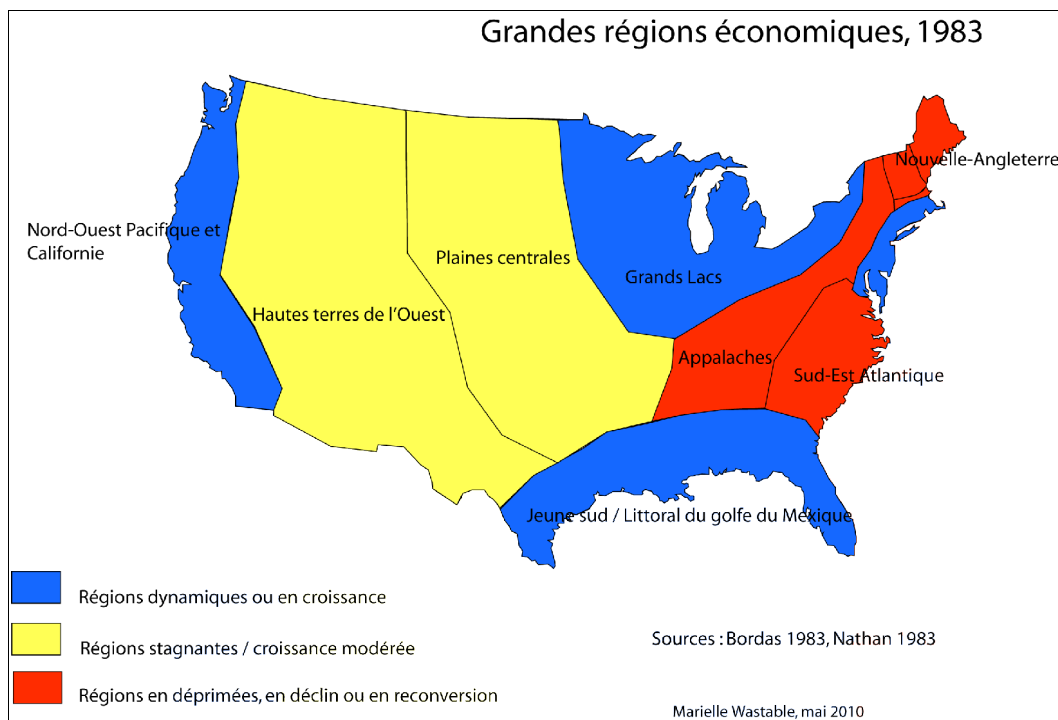 Grandes régions économiques, 1983
Nouvelle-Angleterre
Nord-Ouest Pacifique et
Californie
Plaines centrales
Grands Lacs
Hautes terres de l'Ouest
Appalaches
Sud-Est Atlantique
Jeune sud / Littoral du golfe du Mexique
Régions dynamiques ou en croissance
Régions stagnantes / croissance modérée
Sources : Bordas 1983, Nathan 1983
Régions en déprimées, en déclin ou en reconversion
Marielle Wastable, mai 2010